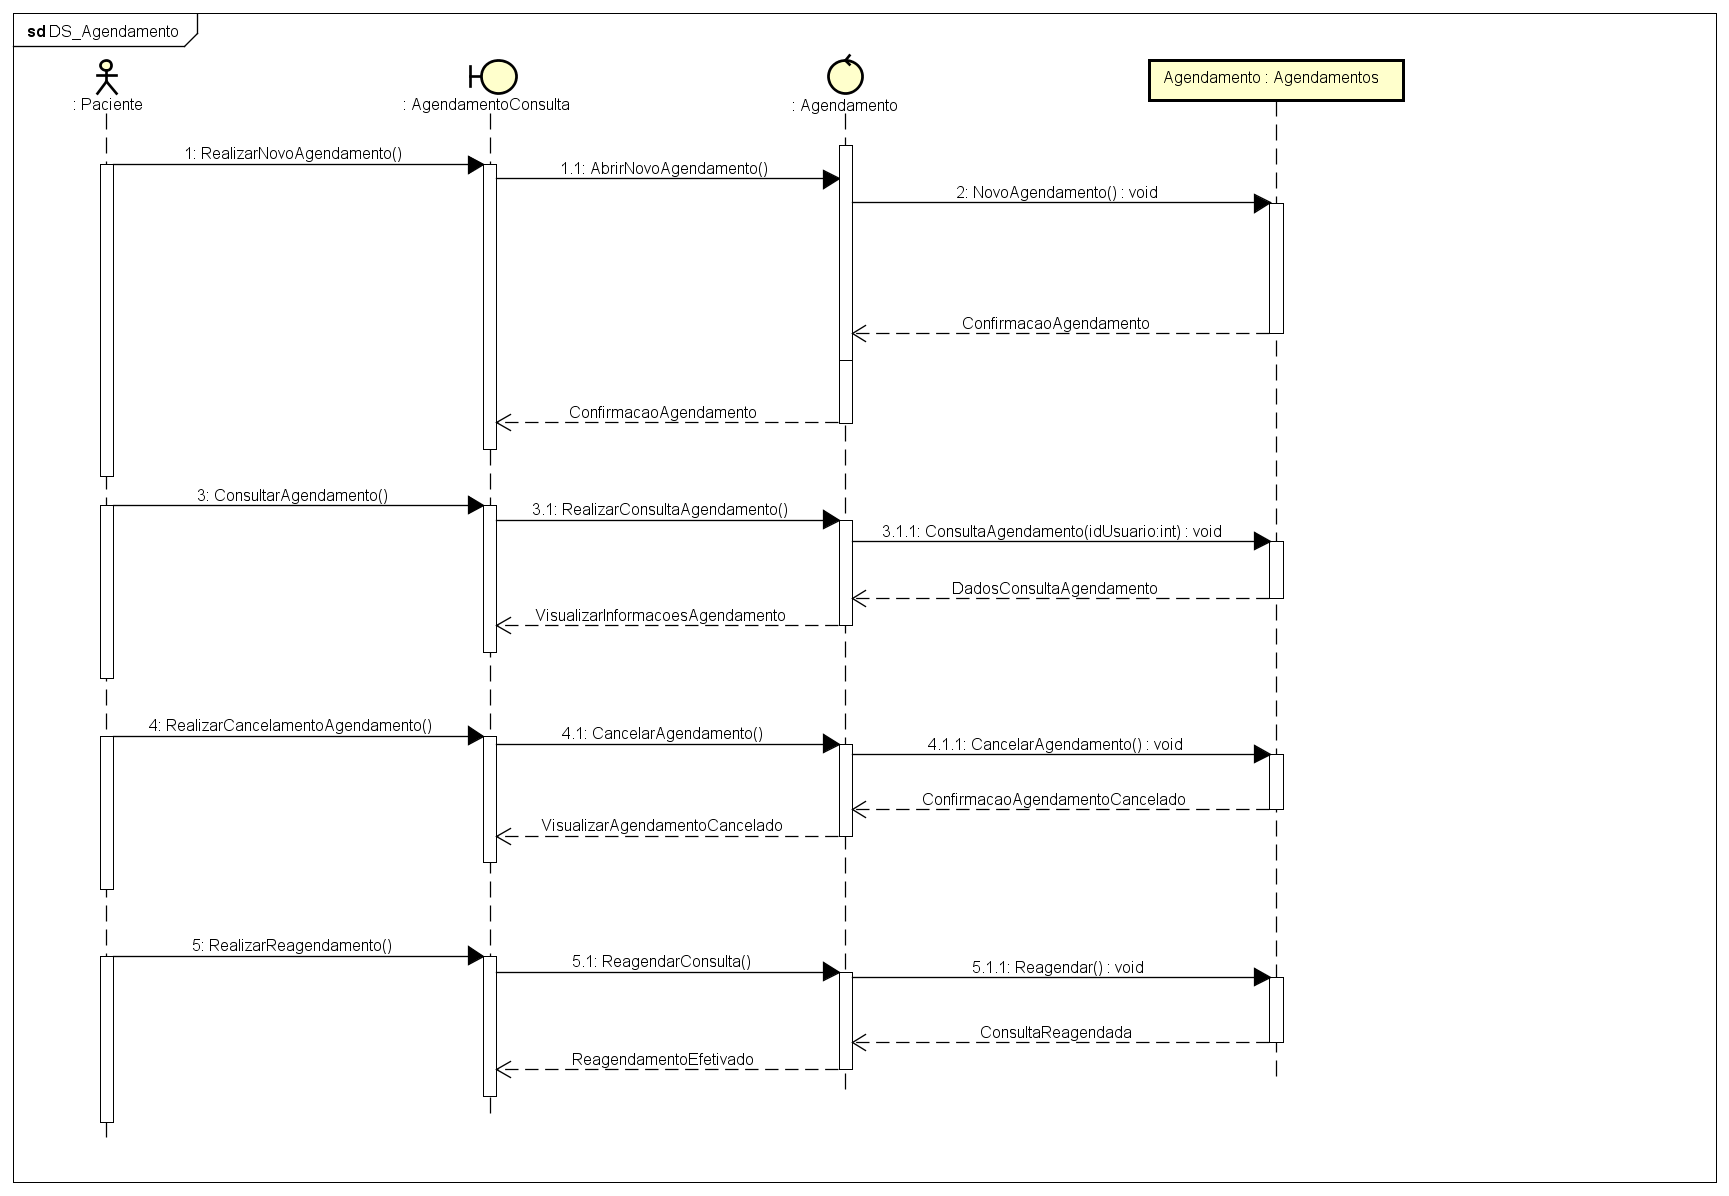 sd DS_Agendamento
: Paciente
: AgendamentoConsulta
: Agendamento
Agendamento : Agendamentos
1: RealizarNovoAgendamento()
1.1: AbrirNovoAgendamento()
2: NovoAgendamento() : void
ConfirmacaoAgendamento
ConfirmacaoAgendamento
3: ConsultarAgendamento()
3.1: RealizarConsultaAgendamento()
3.1.1: ConsultaAgendamento(idUsuario:int) : void
DadosConsultaAgendamento
VisualizarInformacoesAgendamento
4: RealizarCancelamentoAgendamento()
4.1: CancelarAgendamento()
4.1.1: CancelarAgendamento() : void
ConfirmacaoAgendamentoCancelado
VisualizarAgendamentoCancelado
5: RealizarReagendamento()
5.1: ReagendarConsulta()
5.1.1: Reagendar() : void
ConsultaReagendada
ReagendamentoEfetivado